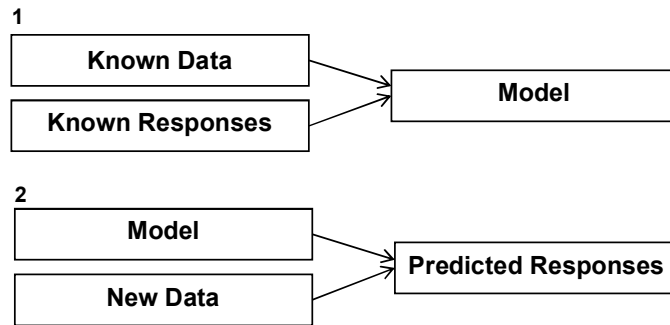 1
Known Data
Known Responses
Model
2
Model
New Data
Predicted Responses